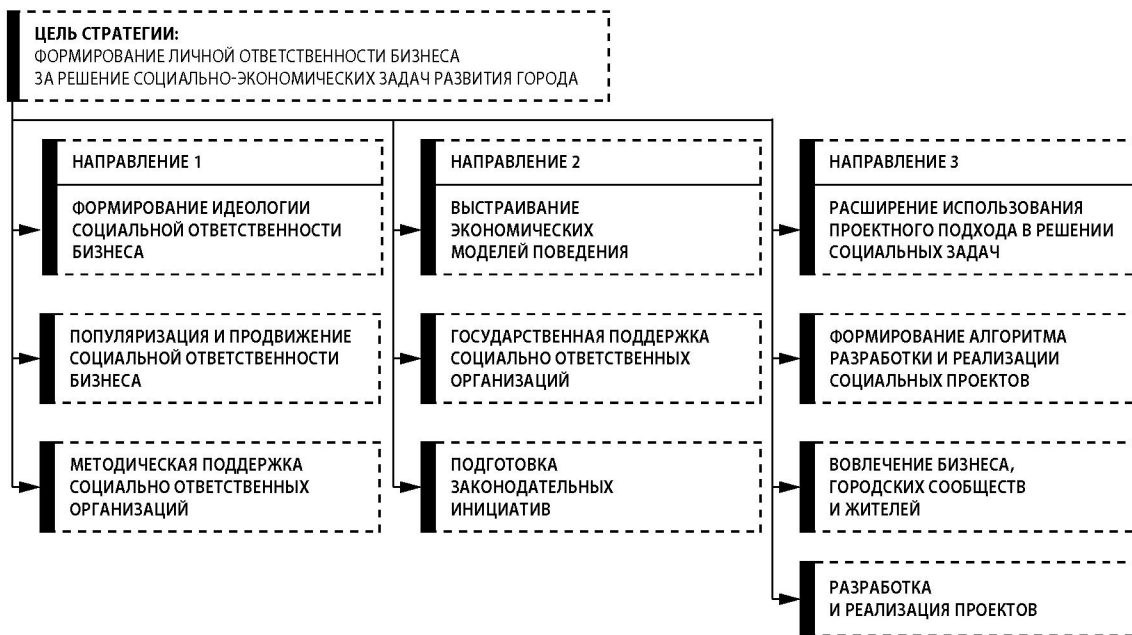 ЦЕЛЬ СТРАТЕГИИ:
ФОРМИРОВАНИЕ ЛИЧНОЙ ОТВЕТСТВЕННОСТИ БИЗНЕСА
ЗА РЕШЕНИЕ СОЦИАЛЬНО-ЭКОНОМИЧЕСКИХ ЗАДАЧ РАЗВИТИЯ ГОРОДА
НАПРАВЛЕНИЕ 1
ФОРМИРОВАНИЕ ИДЕОЛОГИИ
СОЦИАЛЬНОЙ ОТВЕТСТВЕННОСТИ
БИЗНЕСА
ПОПУЛЯРИЗАЦИЯ И ПРОДВИЖЕНИЕ
СОЦИАЛЬНОЙ ОТВЕТСТВЕННОСТИ
БИЗНЕСА
МЕТОДИЧЕСКАЯ ПОДДЕРЖКА
СОЦИАЛЬНО ОТВЕТСТВЕННЫХ
ОРГАНИЗАЦИЙ
НАПРАВЛЕНИЕ 2
ВЫСТРАИВАНИЕ
ЭКОНОМИЧЕСКИХ
МОДЕЛЕЙ ПОВЕДЕНИЯ
ГОСУДАРСТВЕННАЯ ПОДДЕРЖКА
СОЦИАЛЬНО ОТВЕТСТВЕННЫХ
ОРГАНИЗАЦИЙ
ПОДГОТОВКА
ЗАКОНОДАТЕЛЬНЫХ
ИНИЦИАТИВ
НАПРАВЛЕНИЕ 3
РАСШИРЕНИЕ ИСПОЛЬЗОВАНИЯ
ПРОЕКТНОГО ПОДХОДА В РЕШЕНИИ
СОЦИАЛЬНЫХ ЗАДАЧ
ФОРМИРОВАНИЕ АЛГОРИТМА
РАЗРАБОТКИ И РЕАЛИЗАЦИИ
СОЦИАЛЬНЫХ ПРОЕКТОВ
ВОВЛЕЧЕНИЕ БИЗНЕСА,
ГОРОДСКИХ СООБЩЕСТВ
И ЖИТЕЛЕЙ
РАЗРАБОТКА
И РЕАЛИЗАЦИЯ ПРОЕКТОВ